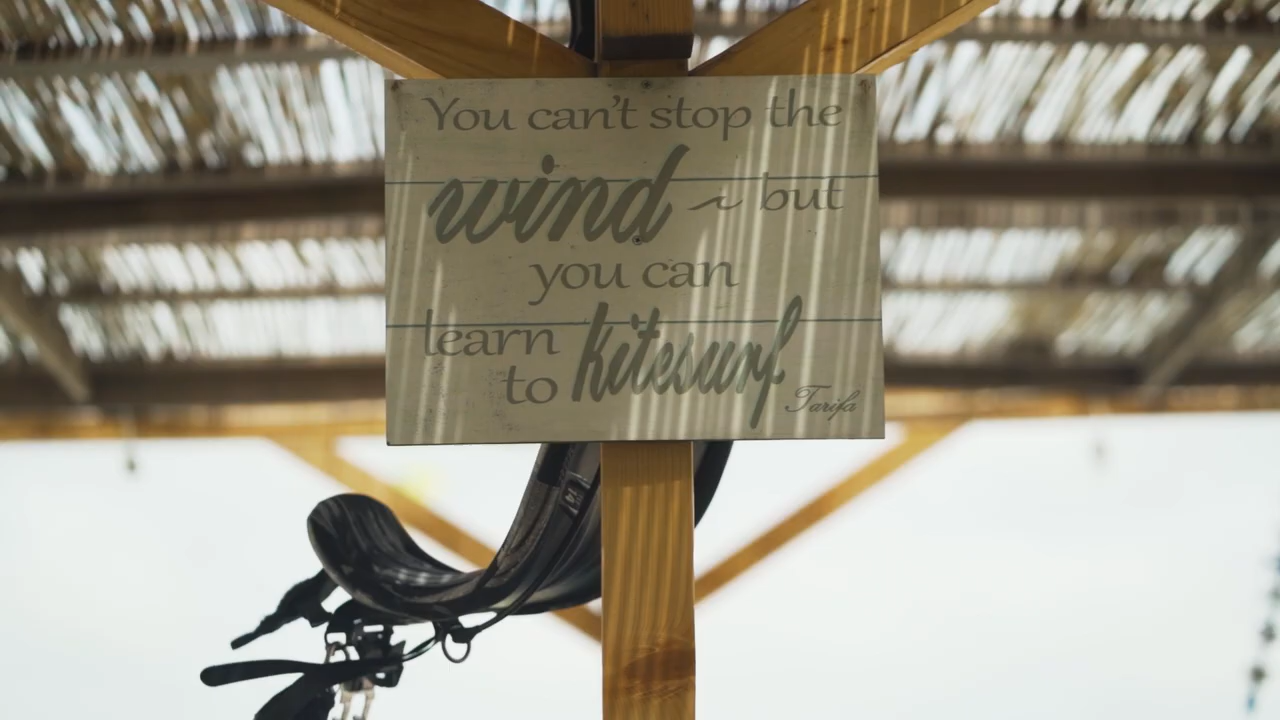 You can't stop the
wind ~ but
you can
learn
to kitesurf
Tarifa